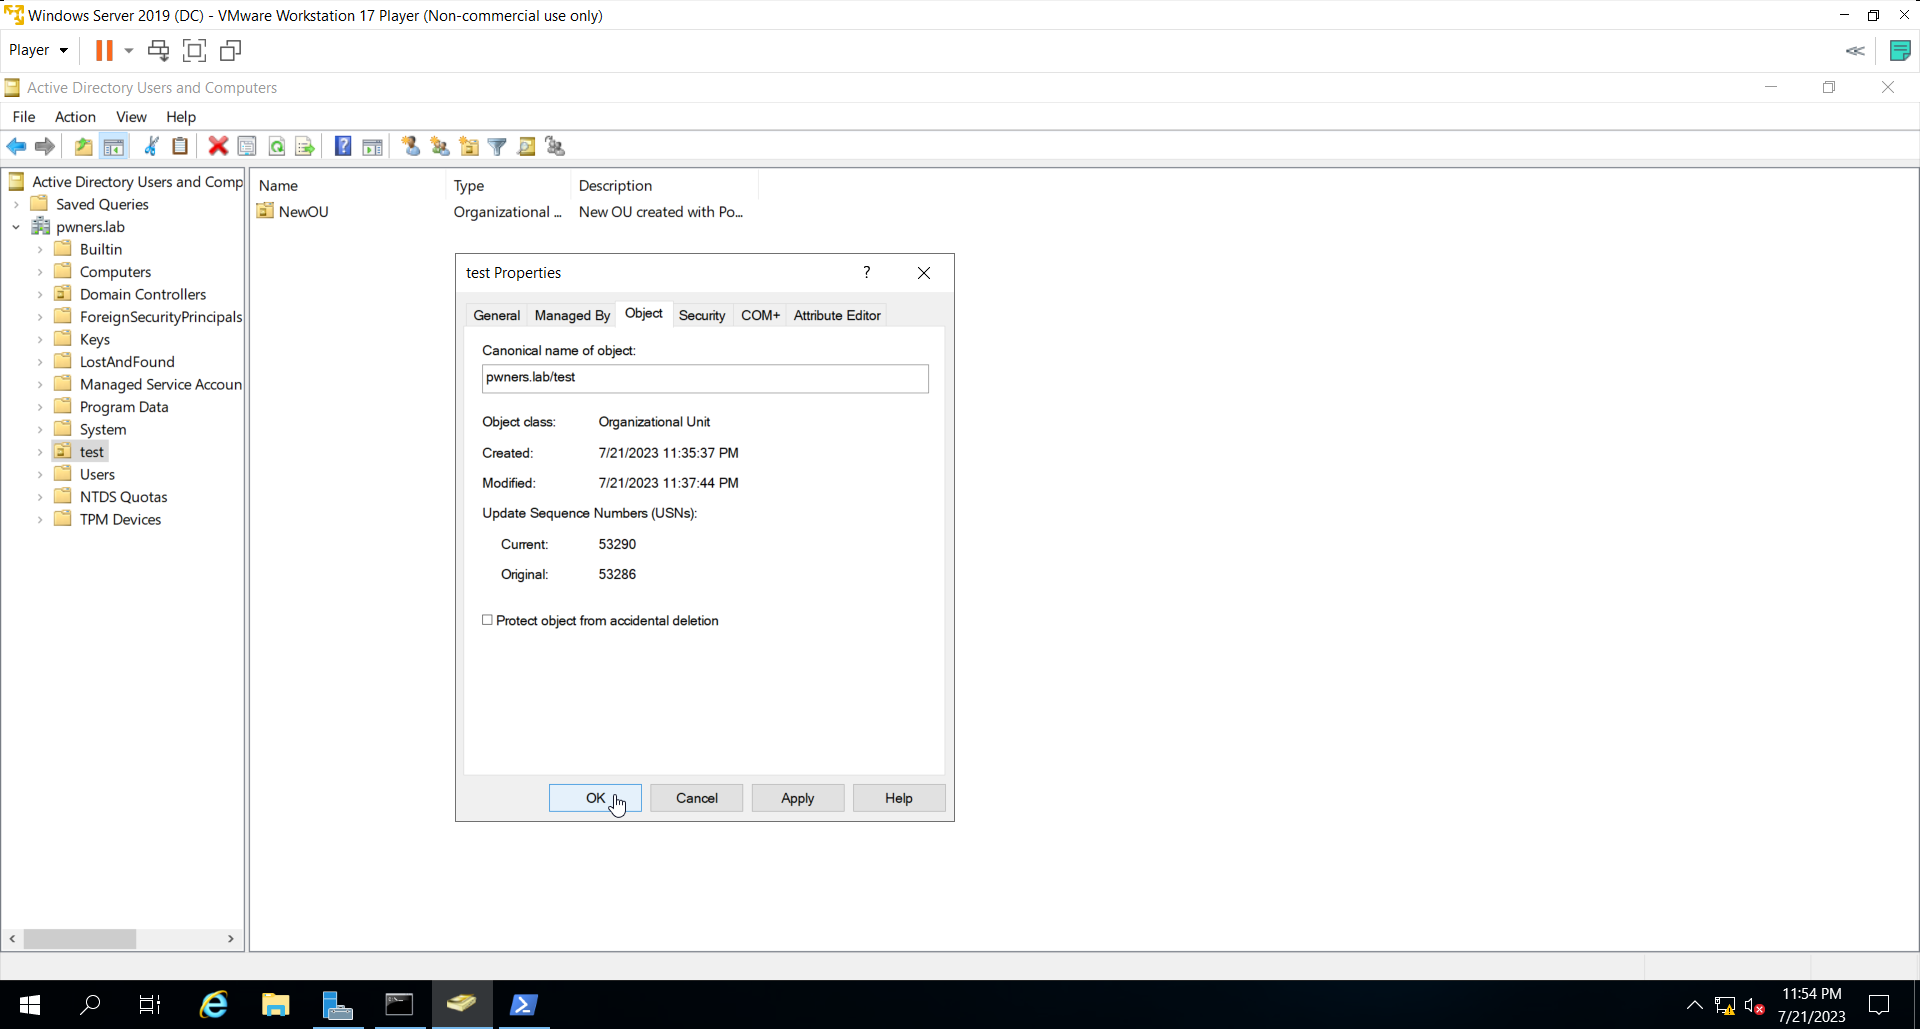 Windows Server 2019 (DC) - VMware Workstation 17 Player (Non-commercial use only)
Player
Active Directory Users and Computers
File Action View Help
Active Directory Users and Comp
Saved Queries
pwners.lab
Builtin
Computers
Domain Controllers
ForeignSecurityPrincipals
Keys
LostAndFound
Managed Service Accoun
Program Data
System
test
Users
NTDS Quotas
TPM Devices
Name Type Description
NewOU Organizational ... New OU created with Po...
test Properties
General Managed By Object Security COM+ Attribute Editor
Canonical name of object:
pwners.lab/test
Object class: Organizational Unit
Created: 7/21/2023 11:35:37 PM
Modified: 7/21/2023 11:37:44 PM
Update Sequence Numbers (USNs):
Current: 53290
Original: 53286
Protect object from accidental deletion
OK Cancel Apply Help
11:54 PM
7/21/2023